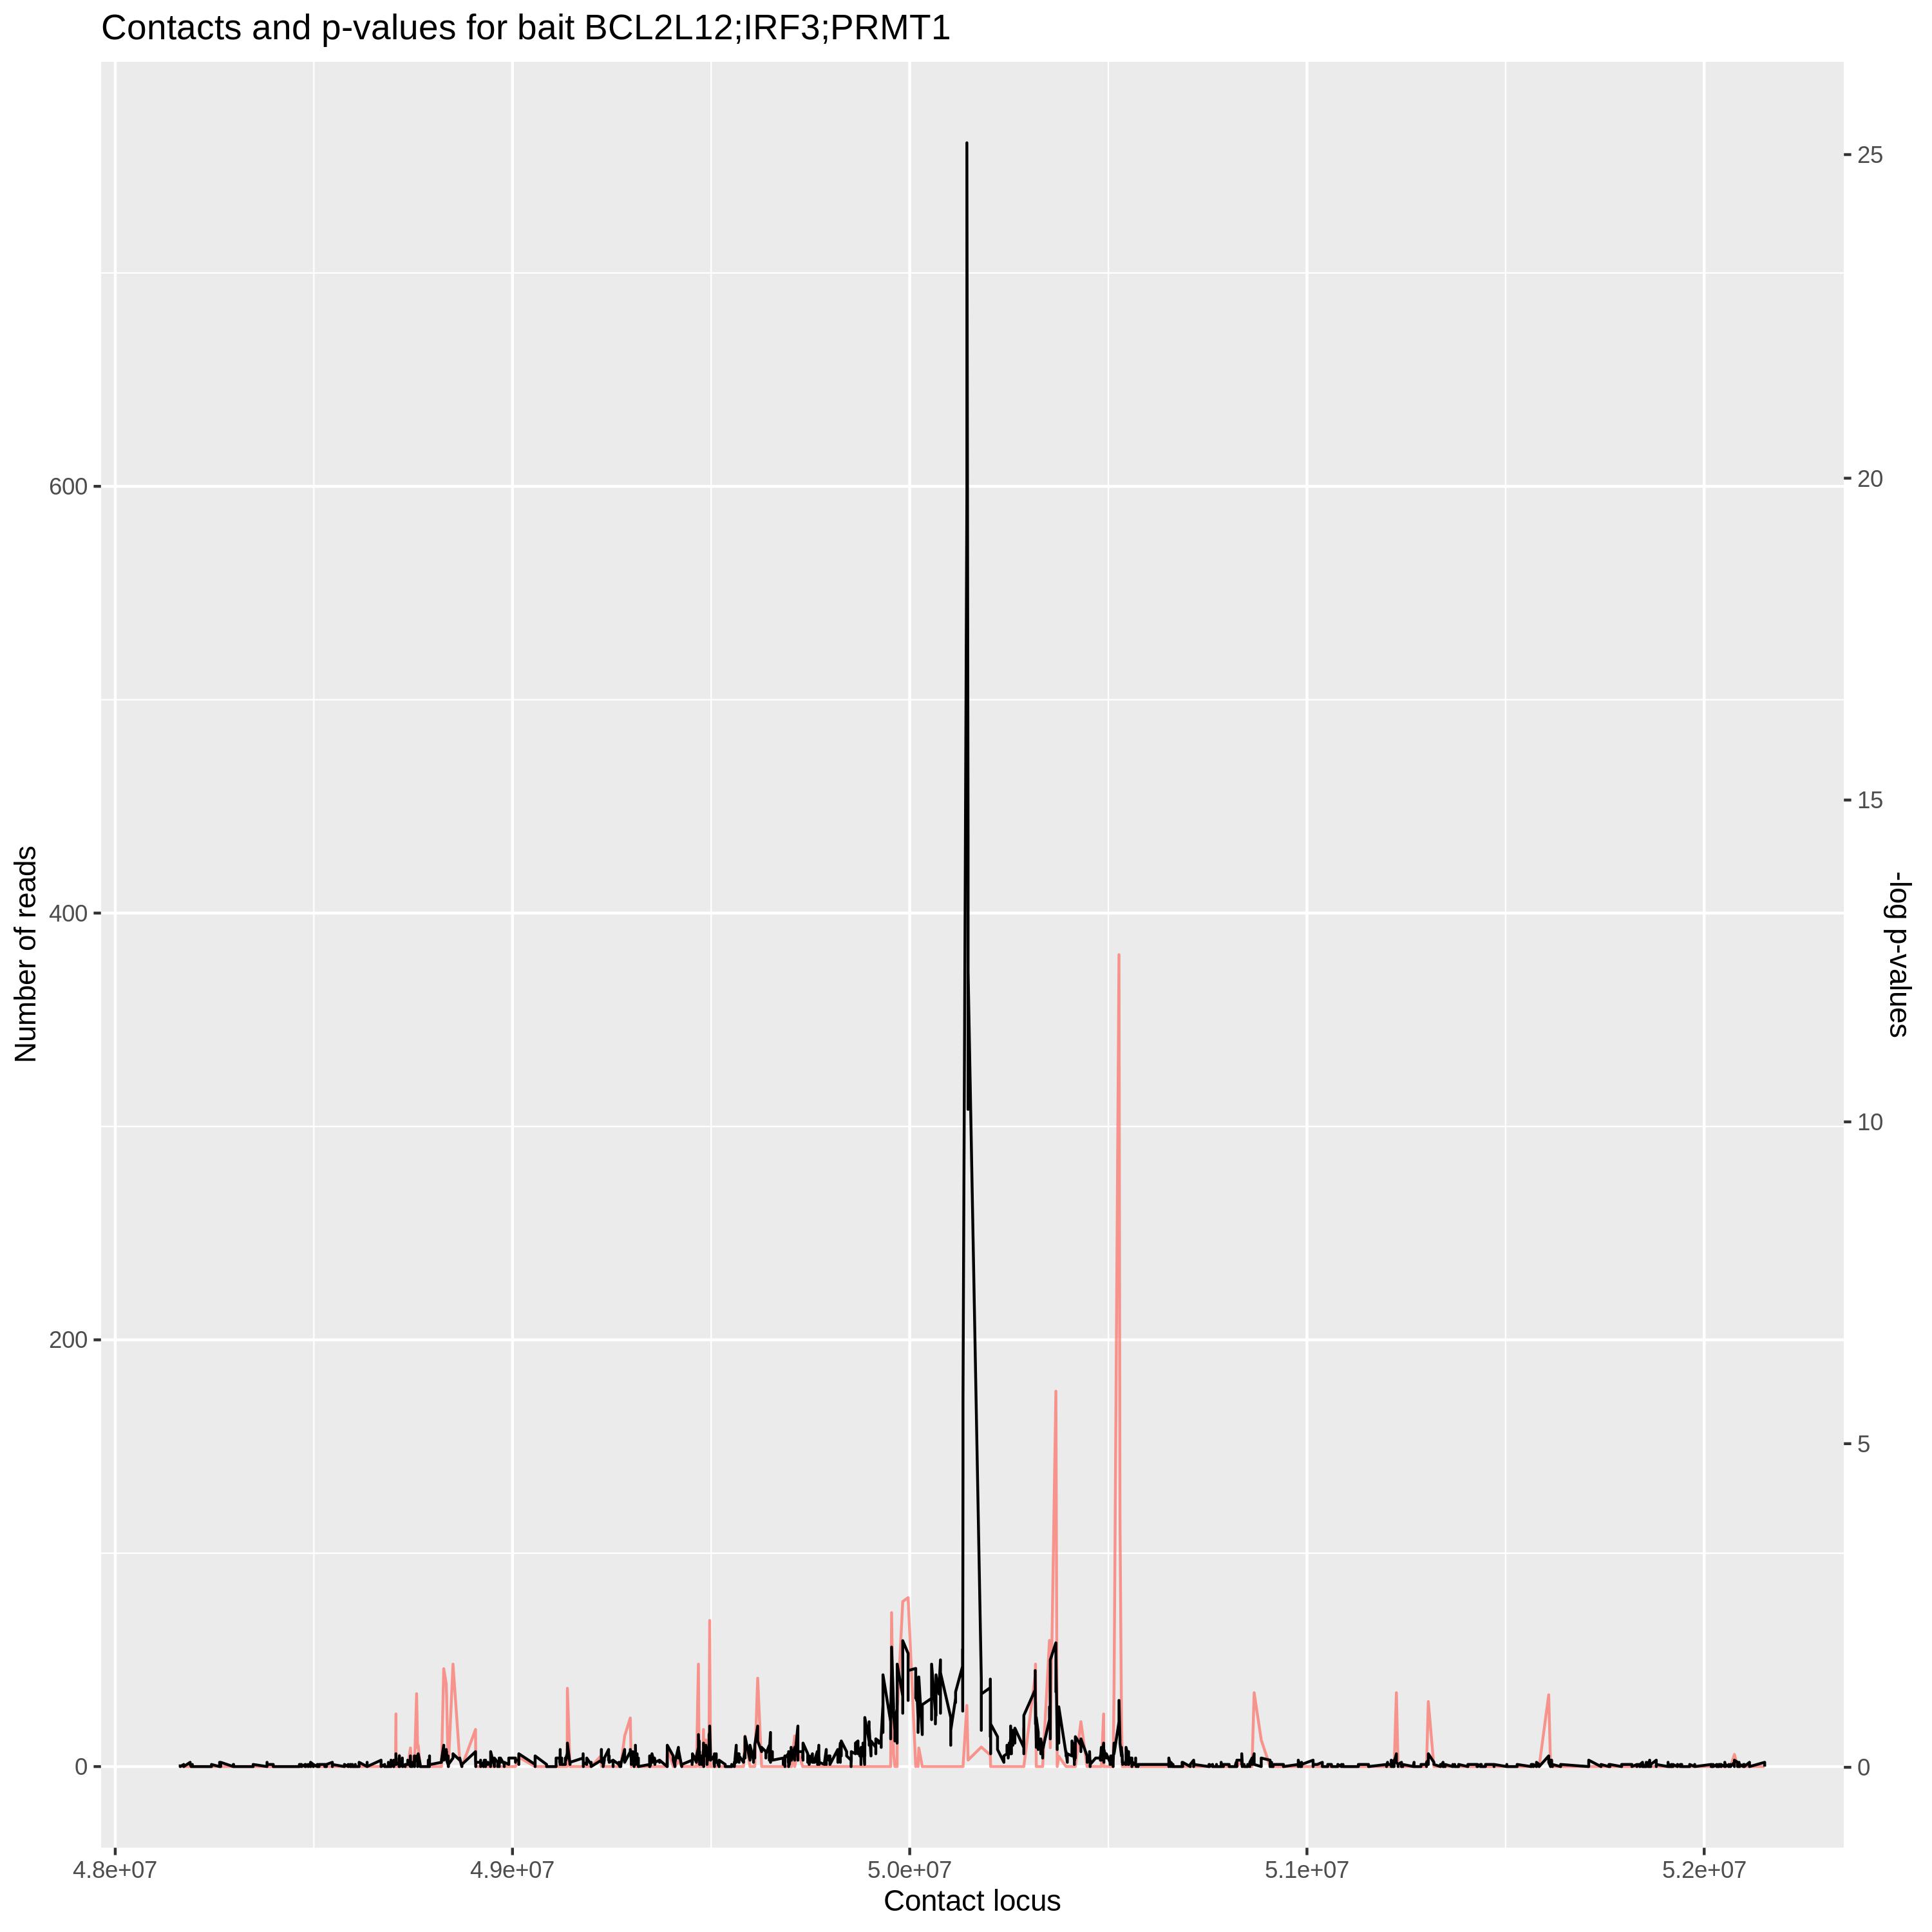 Contacts and p-values for bait BCL2L12;IRF3;PRMT1
600
400
200
0
Number of reads
25
20
15
10
5
0
-log p-values
4.8e+07
4.9e+07
5.0e+07
5.1e+07
5.2e+07
Contact locus